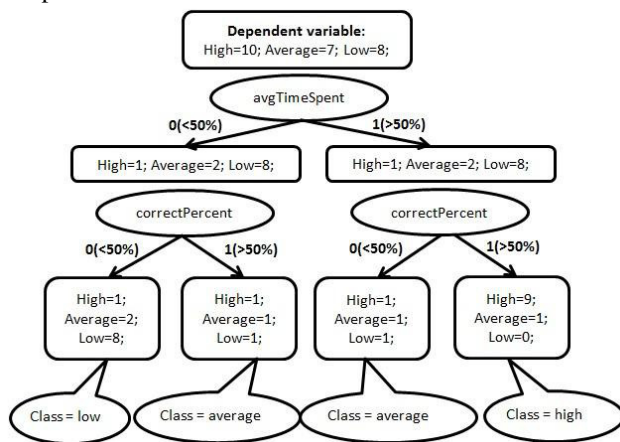 Dependent variable:
High=10; Average=7; Low=8;
avgTimeSpent
0(<50%)
1(>50%)
High=1; Average=2; Low=8;
High=1; Average=2; Low=8;
correctPercent
correctPercent
0(<50%)
1(>50%)
0(<50%)
1(>50%)
High=1;
Average=2;
Low=8;
High=1;
Average=1;
Low=1;
High=1;
Average=1;
Low=1;
High=9;
Average=1;
Low=0;
Class = low
Class = average
Class = average
Class = high